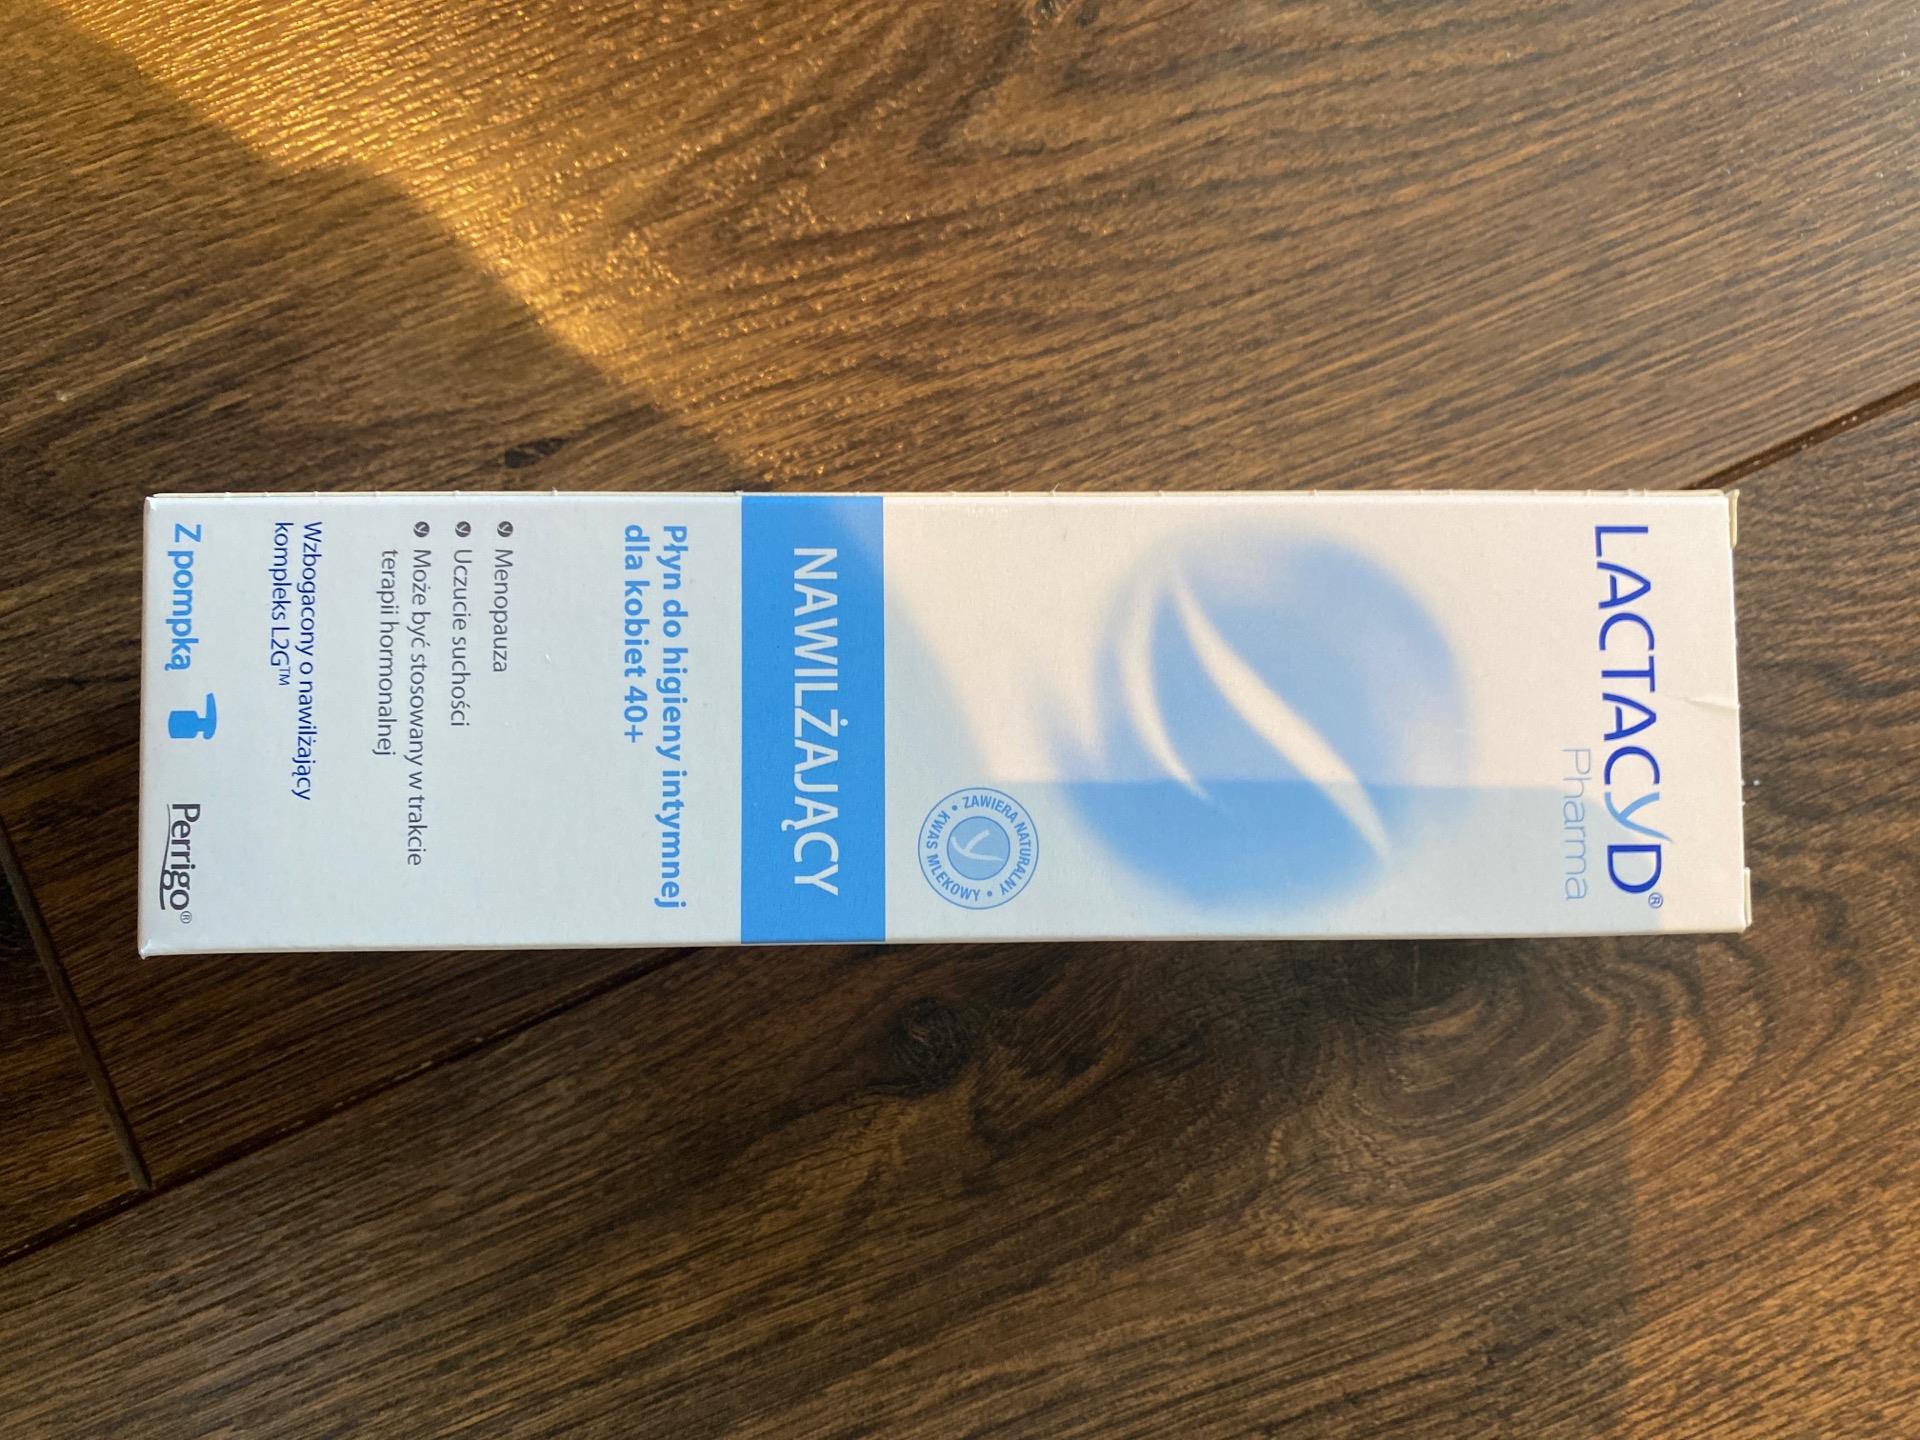 LACTACYD®
Pharma
• ZAWIERA NATURALNY • KWAS MLEKOWY
NAWILŻAJĄCY
Płyn do higieny intymnej
dla kobiet 40+
Menopauza
Uczucie suchości
Może być stosowany w trakcie
terapii hormonalnej
Wzbogacony o nawilżający
kompleks L2G™
Z pompką
Perrigo®